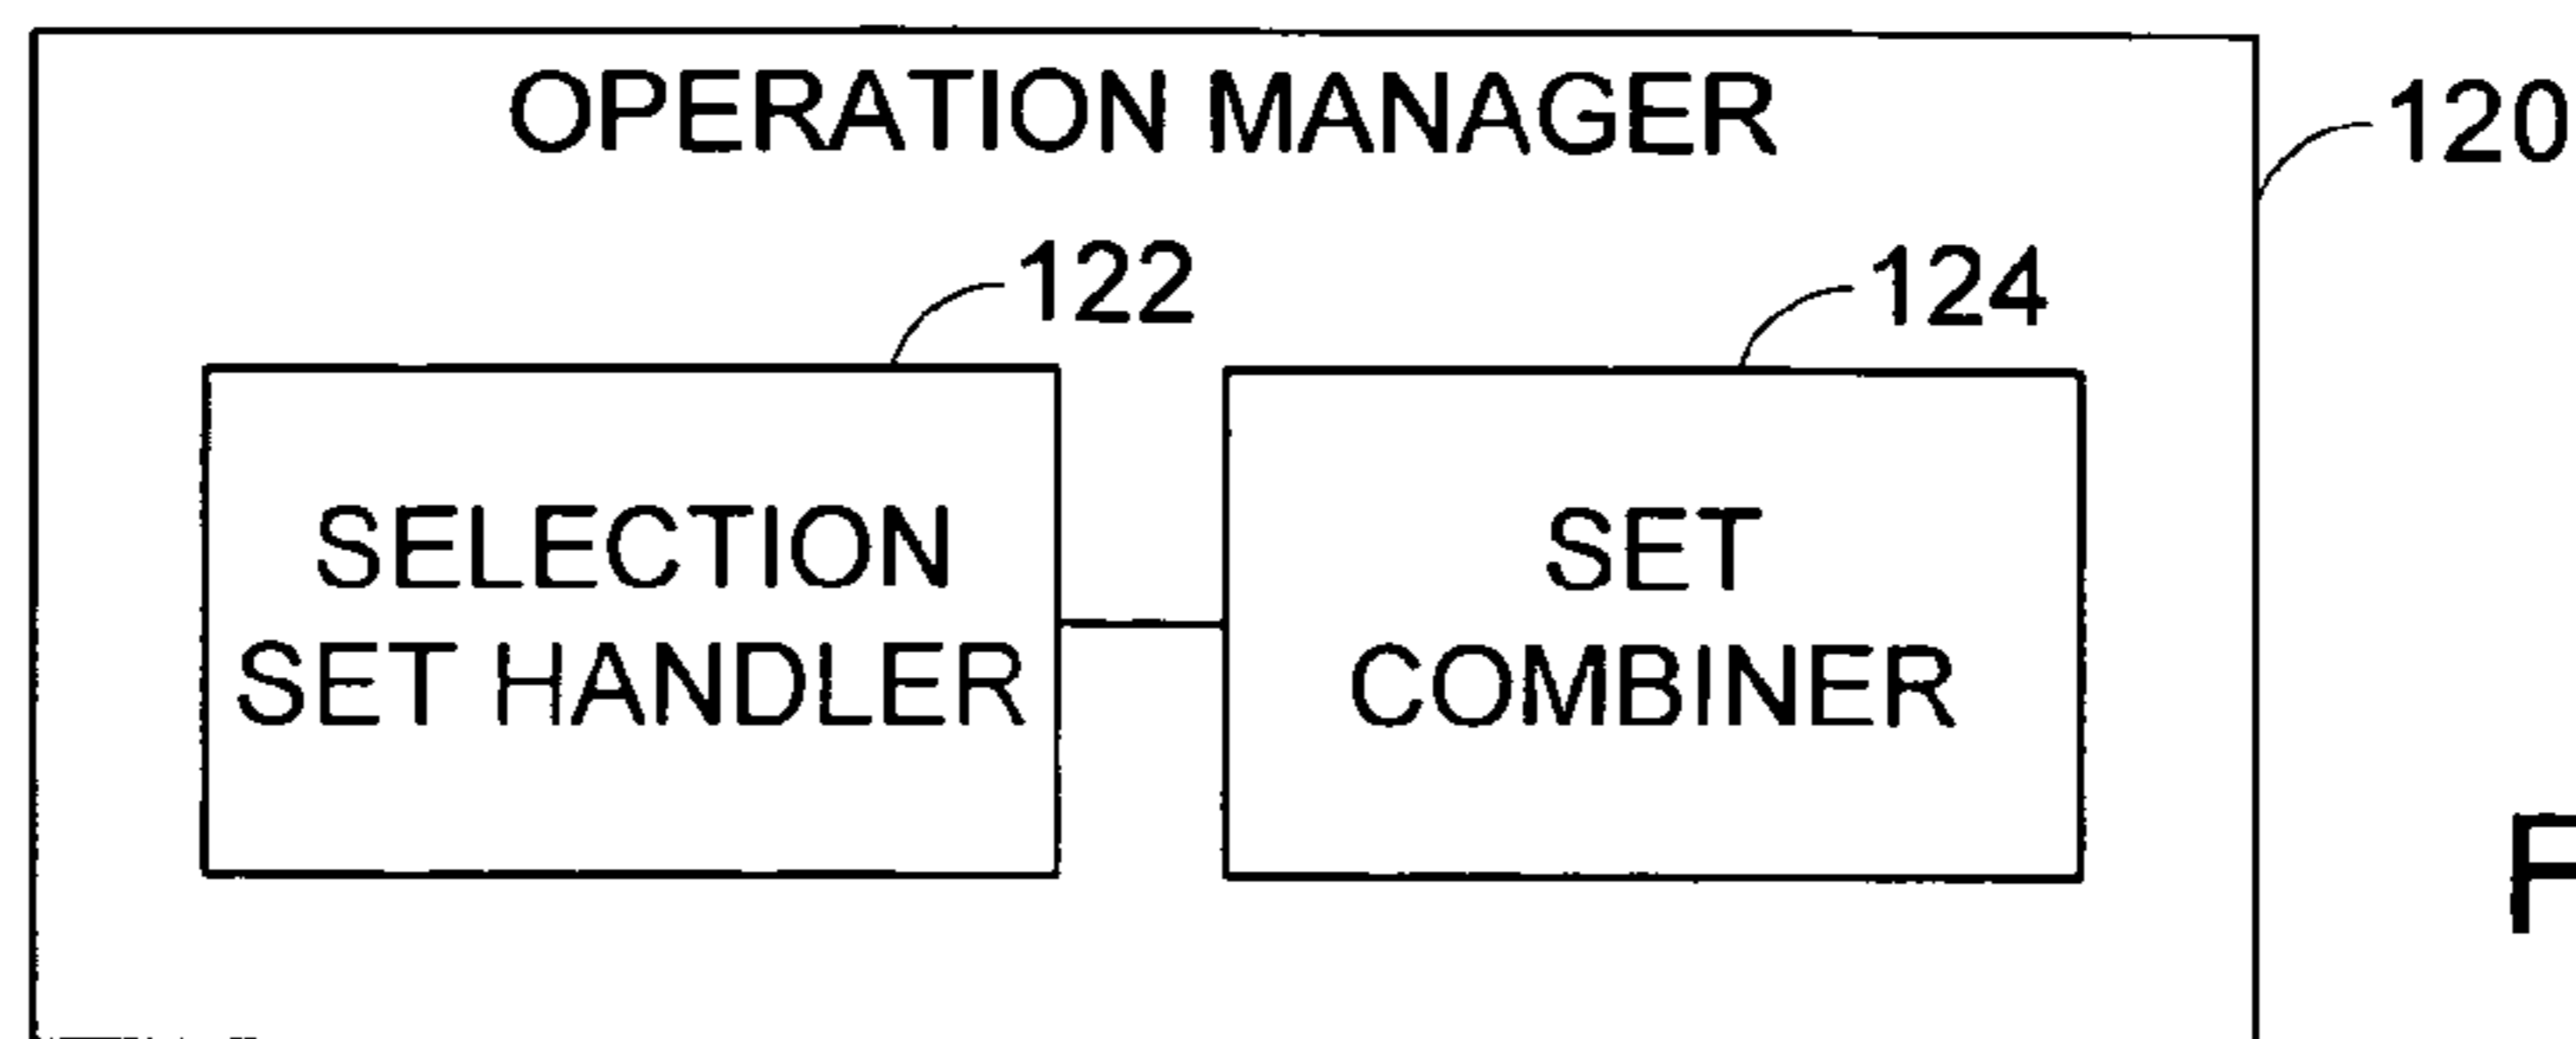 OPERATION MANAGER
120
122
124
SELECTION
SET HANDLER
SET
COMBINER